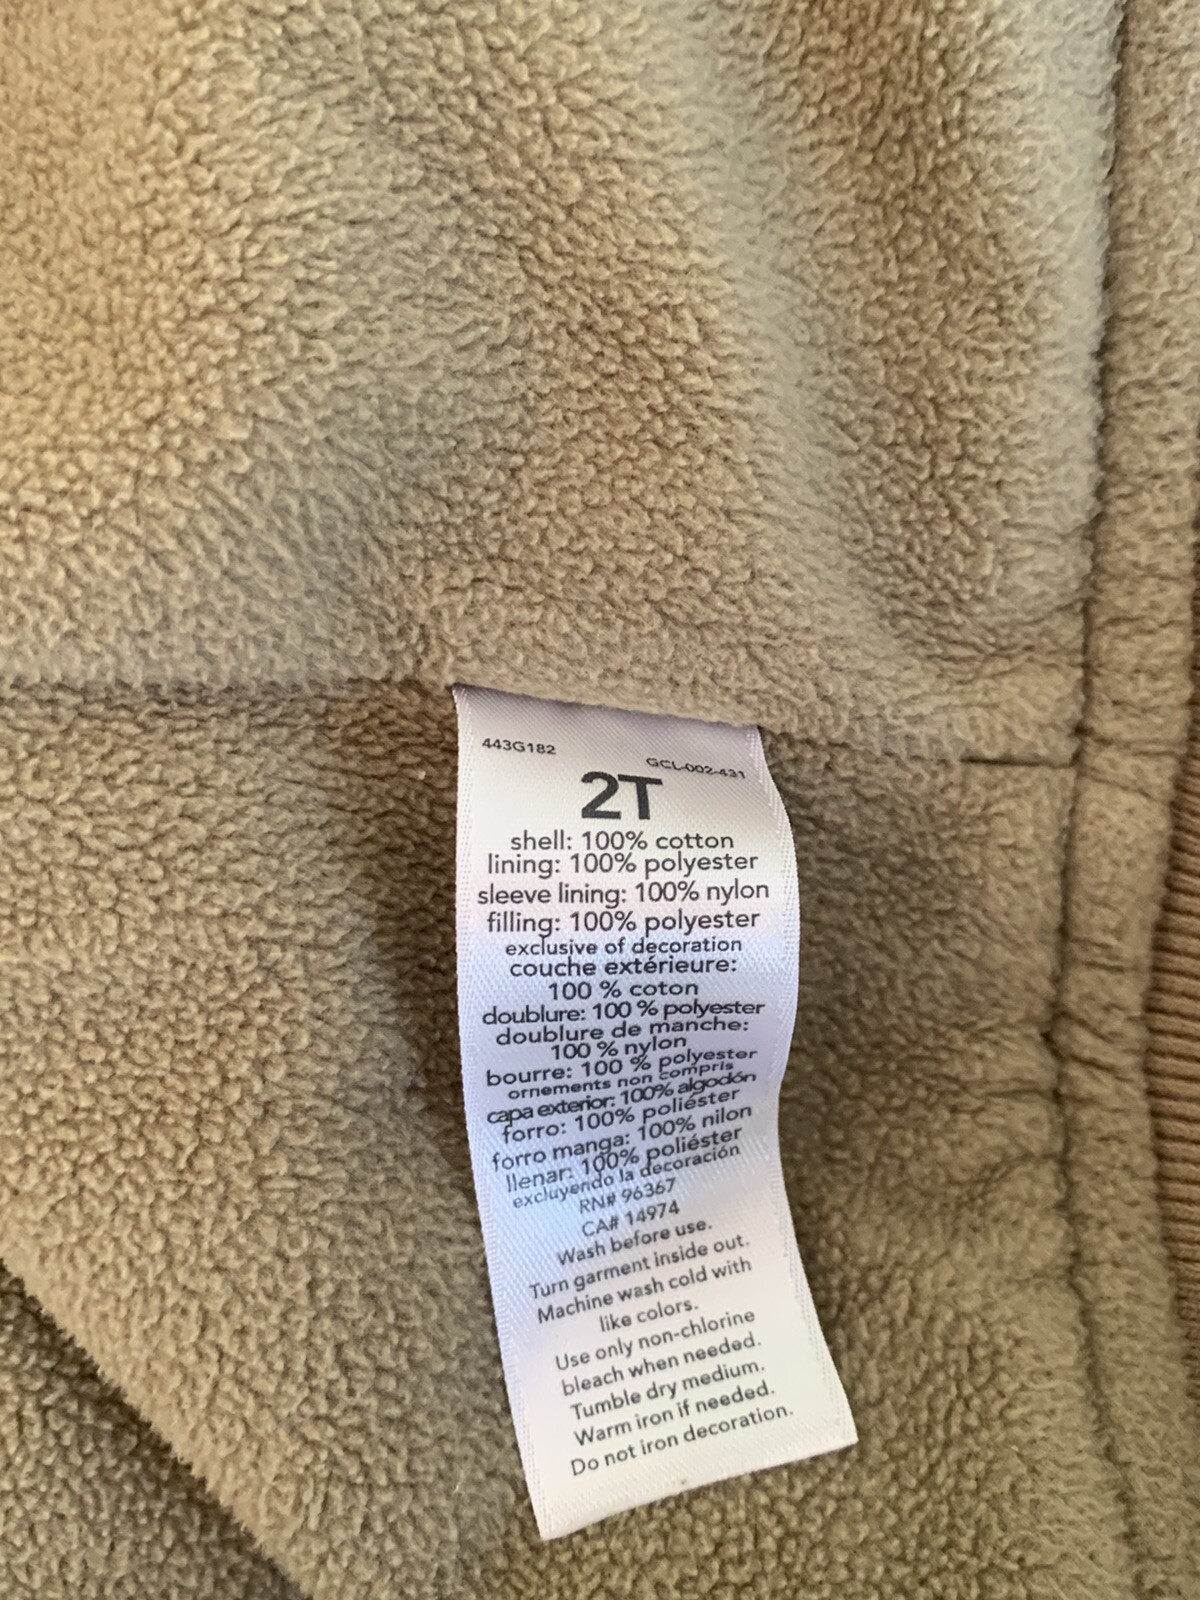 443G182
GCL-002-431
2T
shell: 100% cotton
lining: 100% polyester
sleeve lining: 100% nylon
filling: 100% polyester
exclusive of decoration
couche extérieure:
100 % coton
doublure: 100 % polyester
doublure de manche:
100 % nylon
bourre: 100 % polyester
ornements non compris
capa exterior: 100% algodón
forro: 100% poliéster
forro manga: 100% nilon
llenar: 100% poliéster
excluyendo la decoración
RN# 96367
CA# 14974
Wash before use.
Turn garment inside out.
Machine wash cold with
like colors.
Use only non-chlorine
bleach when needed.
Tumble dry medium.
Warm iron if needed.
Do not iron decoration.